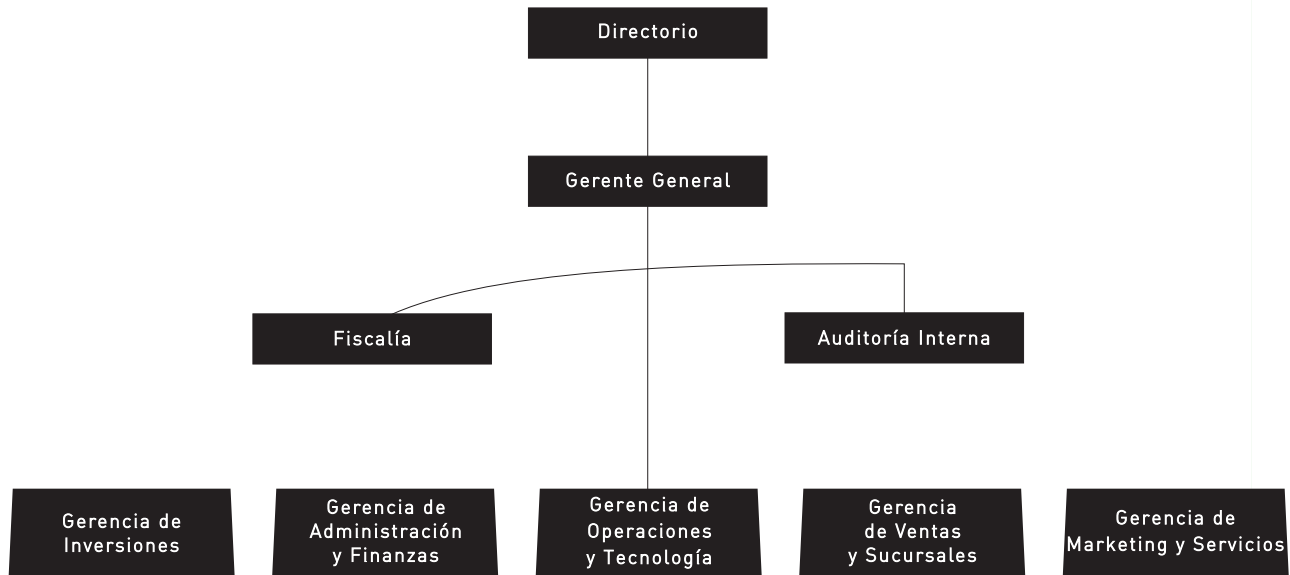 Directorio
Gerente General
Fiscalía
Auditoría Interna
Gerencia de
Inversiones
Gerencia de
Administración
y Finanzas
Gerencia de
Operaciones
y Tecnología
Gerencia
de Ventas
y Sucursales
Gerencia de
Marketing y Servicios